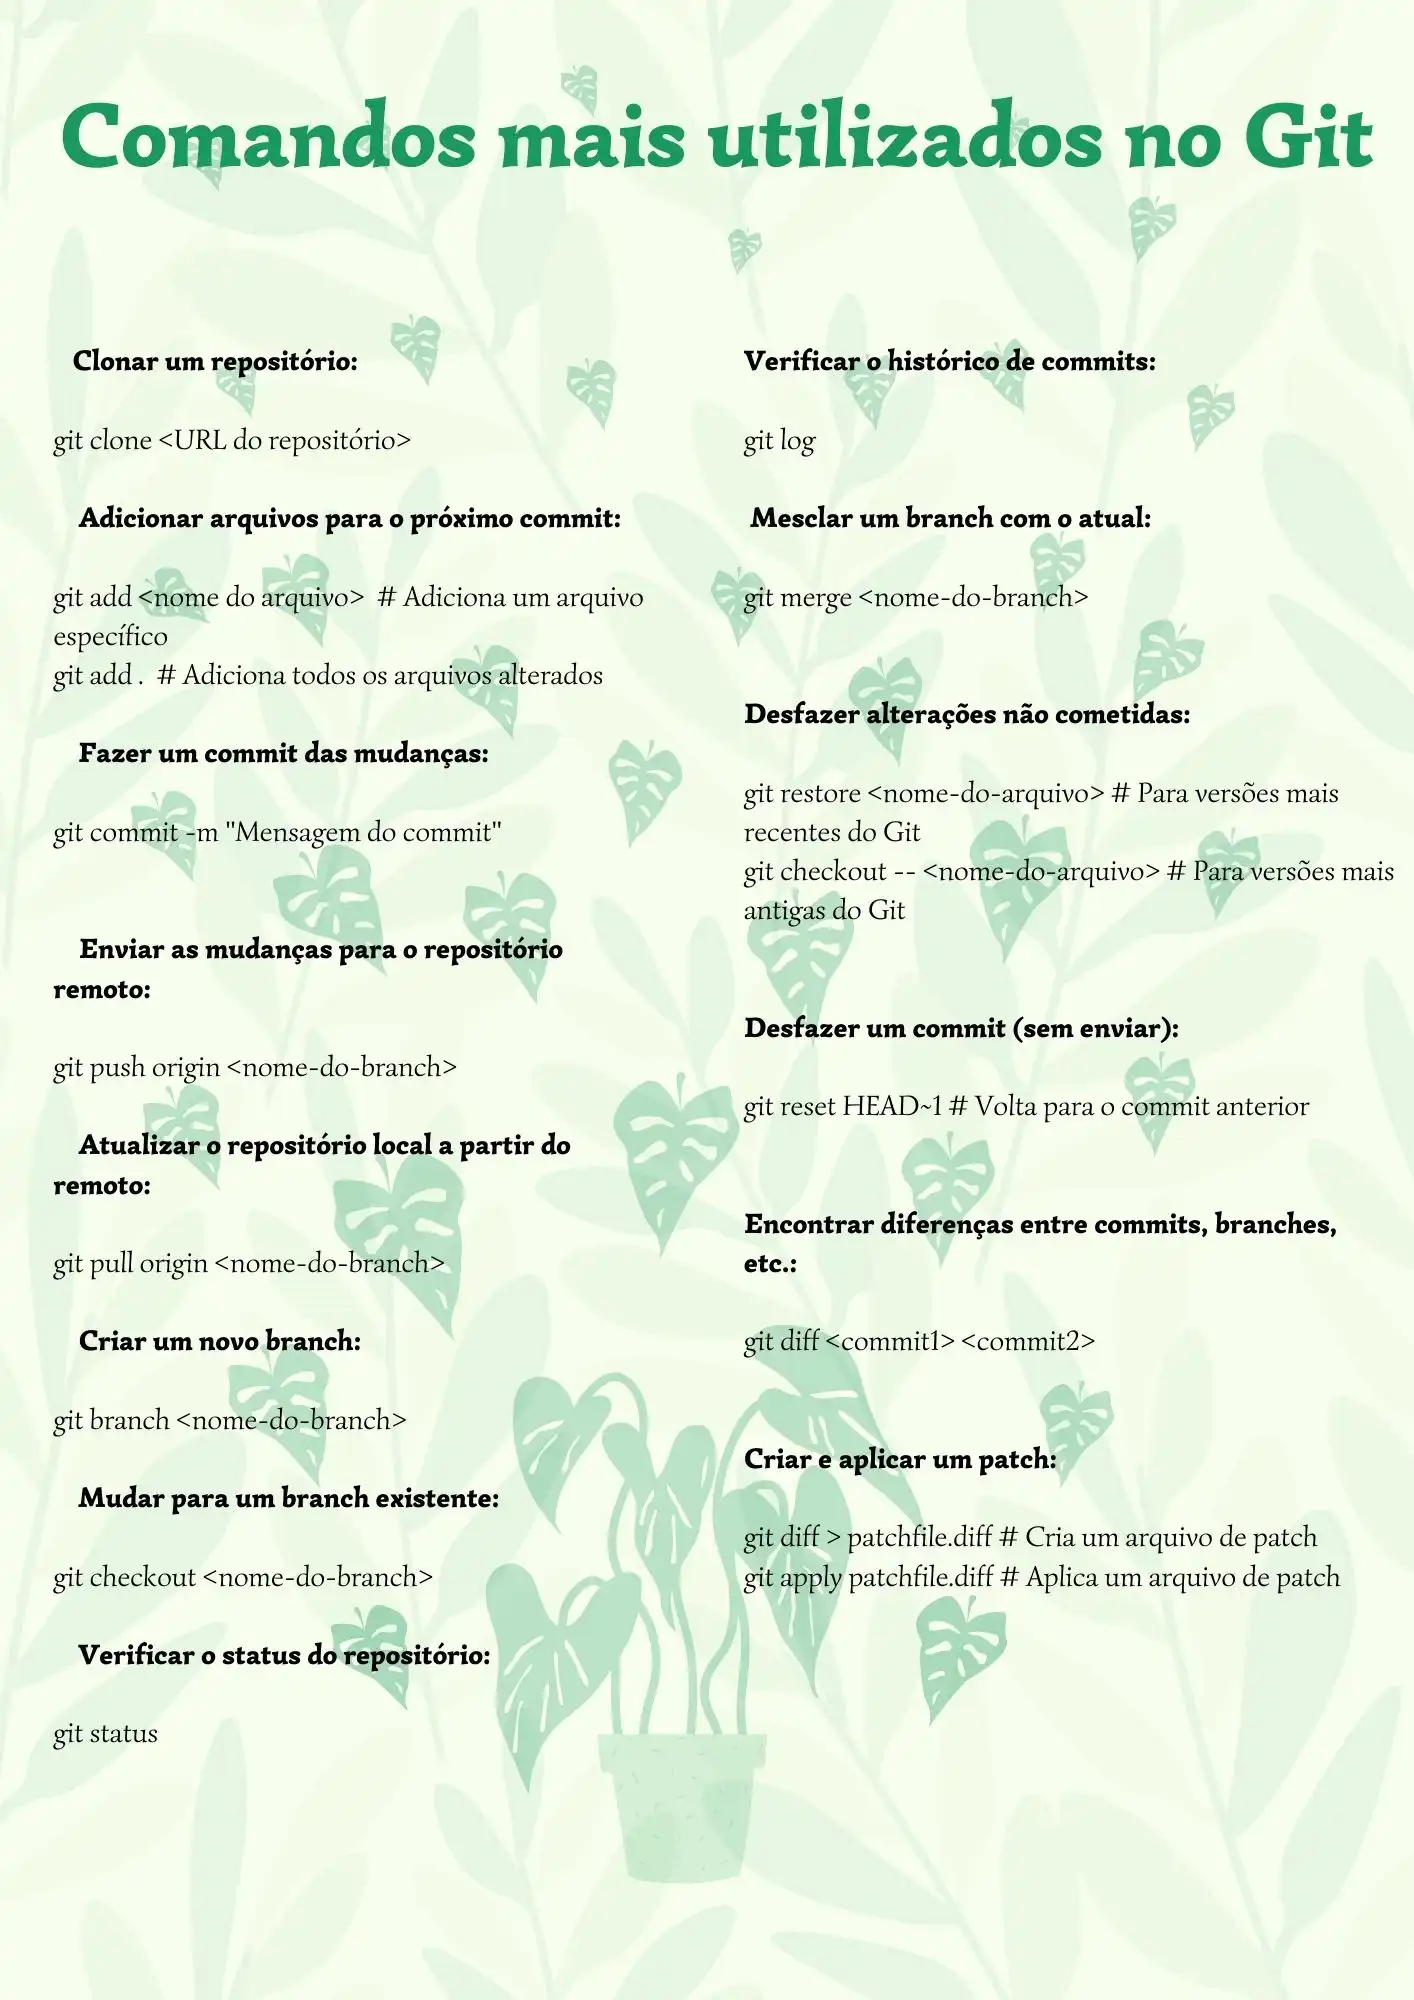 Comandos mais utilizados no Git
Clonar um repositório:
git clone <URL do repositório>
Adicionar arquivos para o próximo commit:
git add <nome do arquivo>  # Adiciona um arquivo
específico
git add .  # Adiciona todos os arquivos alterados
Fazer um commit das mudanças:
git commit -m "Mensagem do commit"
Enviar as mudanças para o repositório
remoto:
git push origin <nome-do-branch>
Atualizar o repositório local a partir do
remoto:
git pull origin <nome-do-branch>
Criar um novo branch:
git branch <nome-do-branch>
Mudar para um branch existente:
git checkout <nome-do-branch>
Verificar o status do repositório:
git status
Verificar o histórico de commits:
git log
Mesclar um branch com o atual:
git merge <nome-do-branch>
Desfazer alterações não cometidas:
git restore <nome-do-arquivo> # Para versões mais
recentes do Git
git checkout -- <nome-do-arquivo> # Para versões mais
antigas do Git
Desfazer um commit (sem enviar):
git reset HEAD~1 # Volta para o commit anterior
Encontrar diferenças entre commits, branches,
etc.:
git diff <commit1> <commit2>
Criar e aplicar um patch:
git diff > patchfile.diff # Cria um arquivo de patch
git apply patchfile.diff # Aplica um arquivo de patch